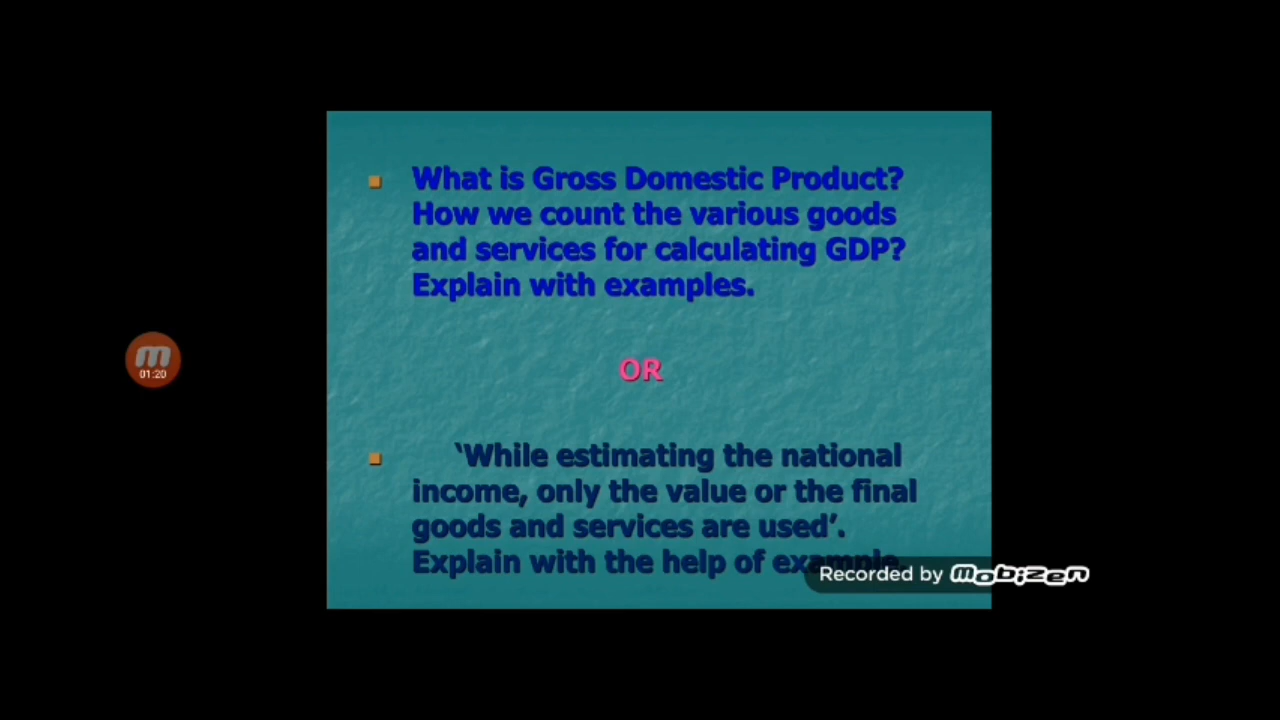 What is Gross Domestic Product?
How we count the various goods
and services for calculating GDP?
Explain with examples.
OR
01:20
‘While estimating the national
income, only the value or the final
goods and services are used’.
Explain with the help of example.
Recorded by mobizen